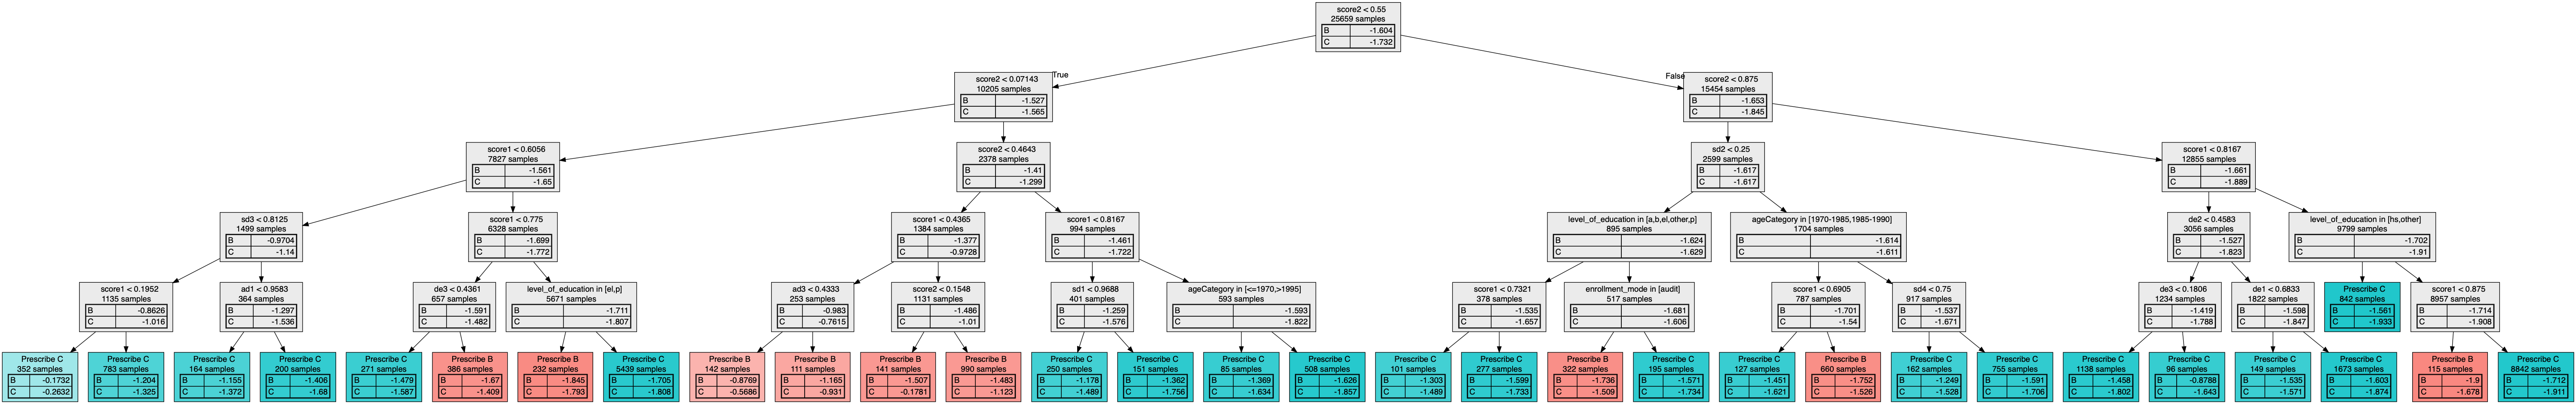 score2 < 0.55
25659 samples
B -1.604
C -1.732
True
False
score2 < 0.07143
10205 samples
B -1.527
C -1.565
score2 < 0.875
15454 samples
B -1.653
C -1.845
score1 < 0.6056
7827 samples
B -1.561
C -1.65
score2 < 0.4643
2378 samples
B -1.41
C -1.299
sd2 < 0.25
2599 samples
B -1.617
C -1.617
score1 < 0.8167
12855 samples
B -1.661
C -1.889
sd3 < 0.8125
1499 samples
B -0.9704
C -1.14
score1 < 0.775
6328 samples
B -1.699
C -1.772
score1 < 0.4365
1384 samples
B -1.377
C -0.9728
score1 < 0.8167
994 samples
B -1.461
C -1.722
level_of_education in [a,b,el,other,p]
895 samples
B -1.624
C -1.629
ageCategory in [1970-1985,1985-1990]
1704 samples
B -1.614
C -1.611
de2 < 0.4583
3056 samples
B -1.527
C -1.823
level_of_education in [hs,other]
9799 samples
B -1.702
C -1.91
score1 < 0.1952
1135 samples
B -0.8626
C -1.016
ad1 < 0.9583
364 samples
B -1.297
C -1.536
de3 < 0.4361
657 samples
B -1.591
C -1.482
level_of_education in [el,p]
5671 samples
B -1.711
C -1.807
ad3 < 0.4333
253 samples
B -0.983
C -0.7615
score2 < 0.1548
1131 samples
B -1.486
C -1.01
sd1 < 0.9688
401 samples
B -1.259
C -1.576
ageCategory in [<=1970,>1995]
593 samples
B -1.593
C -1.822
score1 < 0.7321
378 samples
B -1.535
C -1.657
enrollment_mode in [audit]
517 samples
B -1.681
C -1.606
score1 < 0.6905
787 samples
B -1.701
C -1.54
sd4 < 0.75
917 samples
B -1.537
C -1.671
de3 < 0.1806
1234 samples
B -1.419
C -1.788
de1 < 0.6833
1822 samples
B -1.598
C -1.847
Prescribe C
842 samples
B -1.561
C -1.933
score1 < 0.875
8957 samples
B -1.714
C -1.908
Prescribe C
352 samples
B -0.1732
C -0.2632
Prescribe C
783 samples
B -1.204
C -1.325
Prescribe C
164 samples
B -1.155
C -1.372
Prescribe C
200 samples
B -1.406
C -1.68
Prescribe C
271 samples
B -1.479
C -1.587
Prescribe B
386 samples
B -1.67
C -1.409
Prescribe B
232 samples
B -1.845
C -1.793
Prescribe C
5439 samples
B -1.705
C -1.808
Prescribe B
142 samples
B -0.8769
C -0.5686
Prescribe B
111 samples
B -1.165
C -0.931
Prescribe B
141 samples
B -1.507
C -0.1781
Prescribe B
990 samples
B -1.483
C -1.123
Prescribe C
250 samples
B -1.178
C -1.489
Prescribe C
151 samples
B -1.362
C -1.756
Prescribe C
85 samples
B -1.369
C -1.634
Prescribe C
508 samples
B -1.626
C -1.857
Prescribe C
101 samples
B -1.303
C -1.489
Prescribe C
277 samples
B -1.599
C -1.733
Prescribe B
322 samples
B -1.736
C -1.509
Prescribe C
195 samples
B -1.571
C -1.734
Prescribe C
127 samples
B -1.451
C -1.621
Prescribe B
660 samples
B -1.752
C -1.526
Prescribe C
162 samples
B -1.249
C -1.528
Prescribe C
755 samples
B -1.591
C -1.706
Prescribe C
1138 samples
B -1.458
C -1.802
Prescribe C
96 samples
B -0.8788
C -1.643
Prescribe C
149 samples
B -1.535
C -1.571
Prescribe C
1673 samples
B -1.603
C -1.874
Prescribe B
115 samples
B -1.9
C -1.678
Prescribe C
8842 samples
B -1.712
C -1.911